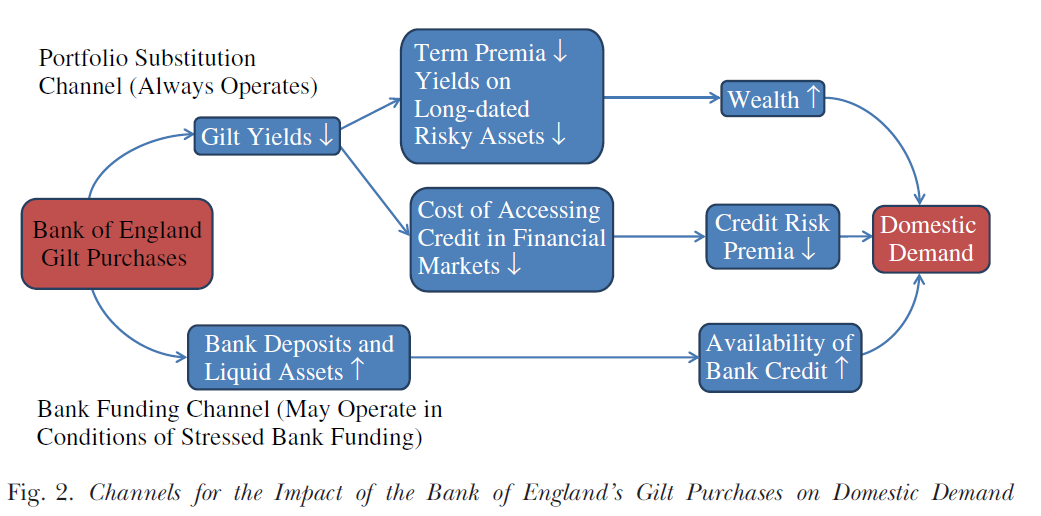 Portfolio Substitution
Channel (Always Operates)
Term Premia ↓
Yields on
Long-dated
Risky Assets ↓
Wealth ↑
Gilt Yields ↓
Bank of England
Gilt Purchases
Cost of Accessing
Credit in Financial
Markets ↓
Credit Risk
Premia ↓
Domestic
Demand
Bank Deposits and
Liquid Assets ↑
Availability of
Bank Credit ↑
Bank Funding Channel (May Operate in
Conditions of Stressed Bank Funding)
Fig. 2. Channels for the Impact of the Bank of England’s Gilt Purchases on Domestic Demand